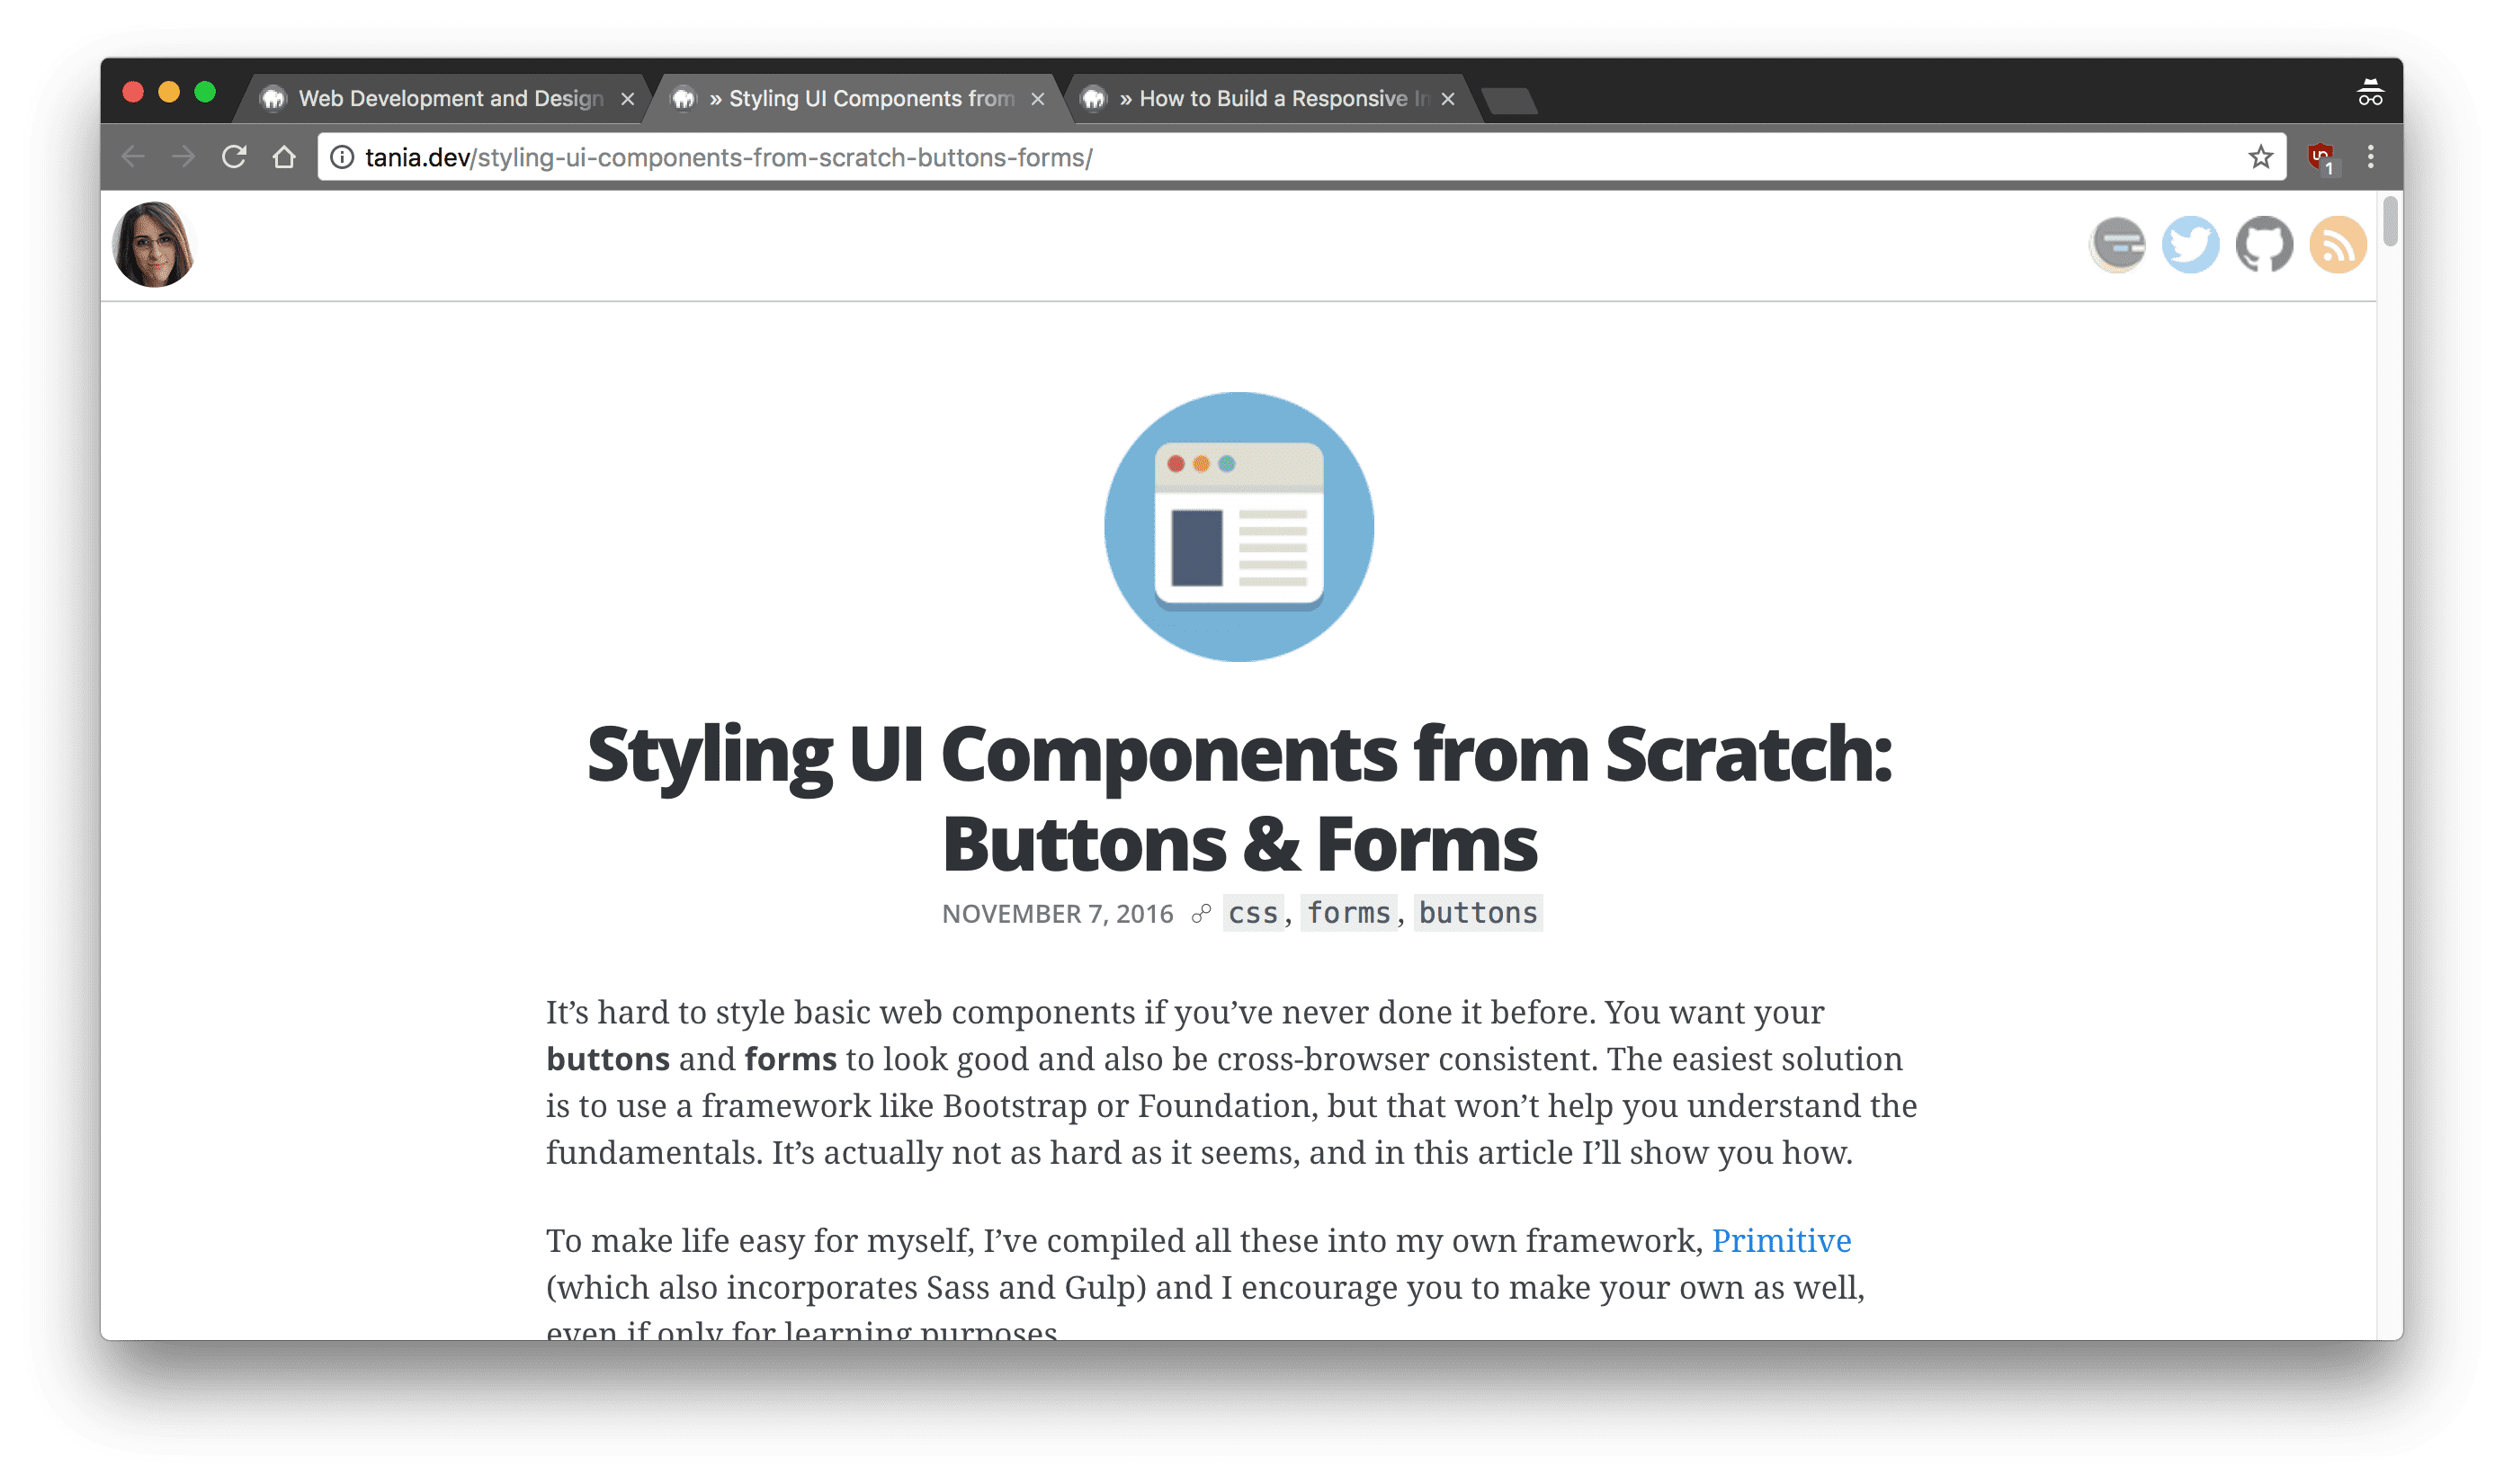 Web Development and Design
» Styling UI Components from
» How to Build a Responsive In
tania.dev/styling-ui-components-from-scratch-buttons-forms/
1
Styling UI Components from Scratch:
Buttons & Forms
NOVEMBER 7, 2016 css, forms, buttons
It’s hard to style basic web components if you’ve never done it before. You want your
buttons and forms to look good and also be cross-browser consistent. The easiest solution
is to use a framework like Bootstrap or Foundation, but that won’t help you understand the
fundamentals. It’s actually not as hard as it seems, and in this article I’ll show you how.
To make life easy for myself, I’ve compiled all these into my own framework, Primitive
(which also incorporates Sass and Gulp) and I encourage you to make your own as well,
even if only for learning purposes.